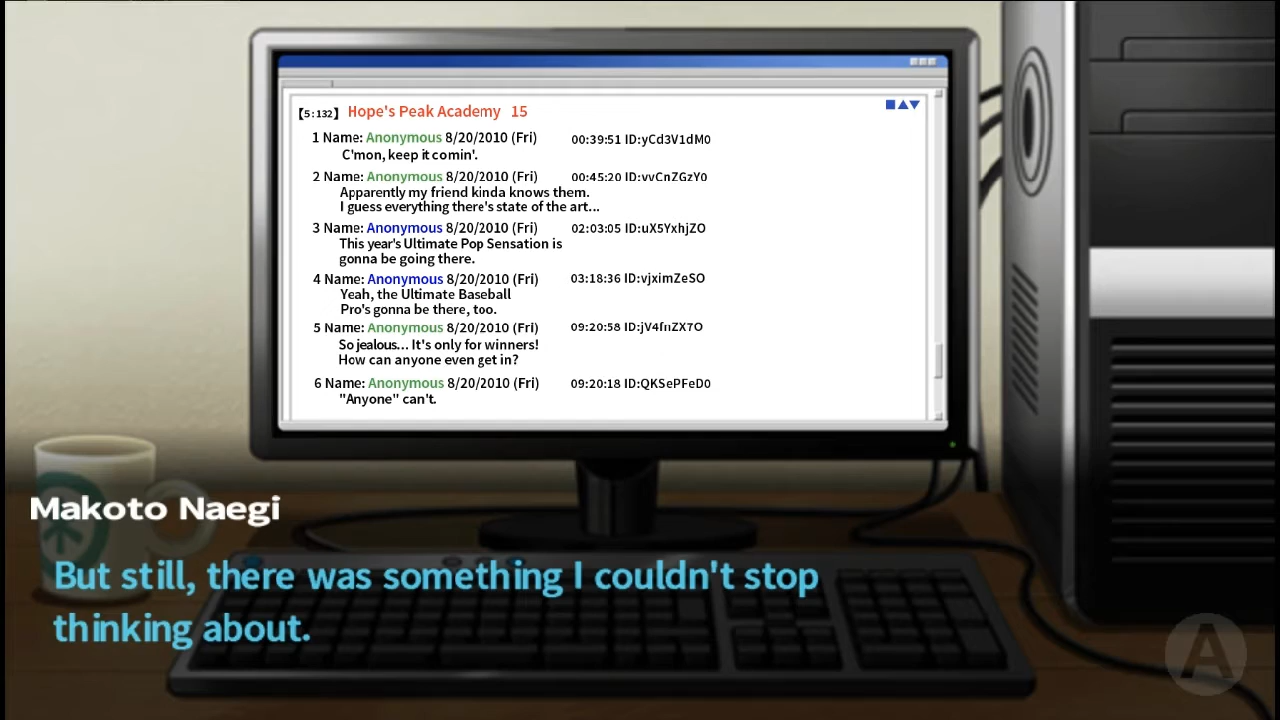 【5:132】 Hope's Peak Academy 15
1 Name: Anonymous 8/20/2010 (Fri) 00:39:51 ID:yCd3V1dM0
C'mon, keep it comin'.
2 Name: Anonymous 8/20/2010 (Fri) 00:45:20 ID:vvCnZGzY0
Apparently my friend kinda knows them.
I guess everything there's state of the art...
3 Name: Anonymous 8/20/2010 (Fri) 02:03:05 ID:uX5YxhjZO
This year's Ultimate Pop Sensation is
gonna be going there.
4 Name: Anonymous 8/20/2010 (Fri) 03:18:36 ID:vjximZeSO
Yeah, the Ultimate Baseball
Pro's gonna be there, too.
5 Name: Anonymous 8/20/2010 (Fri) 09:20:58 ID:jV4fnZX7O
So jealous... It's only for winners!
How can anyone even get in?
6 Name: Anonymous 8/20/2010 (Fri) 09:20:18 ID:QKSePFeD0
"Anyone" can't.
Makoto Naegi
But still, there was something I couldn't stop
thinking about.
A